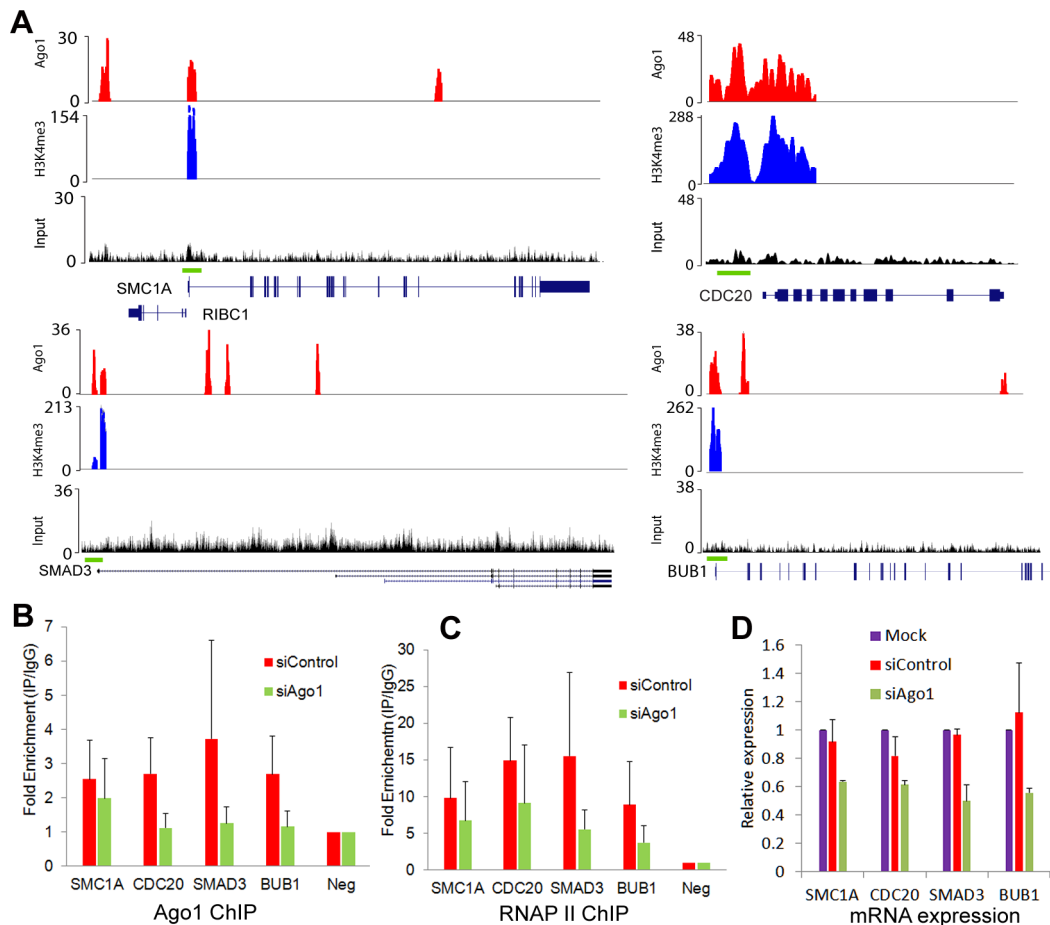 A
30
Ago1
0
154
H3K4me3
0
30
Input
0
SMC1A
RIBC1
48
Ago1
0
288
H3K4me3
0
48
Input
0
CDC20
36
Ago1
0
213
H3K4me3
0
36
Input
0
SMAD3
38
Ago1
0
262
H3K4me3
0
38
Input
0
BUB1
B
Fold Enrichment (IP/IgG)
7
6
5
4
3
2
1
0
siControl
siAgo1
SMC1A CDC20 SMAD3 BUB1 Neg
Ago1 ChIP
C
Fold Enrichemtn (IP/IgG)
30
25
20
15
10
5
0
siControl
siAgo1
SMC1A CDC20 SMAD3 BUB1 Neg
RNAP II ChIP
D
Relative expression
1.6
1.4
1.2
1
0.8
0.6
0.4
0.2
0
Mock
siControl
siAgo1
SMC1A CDC20 SMAD3 BUB1
mRNA expression